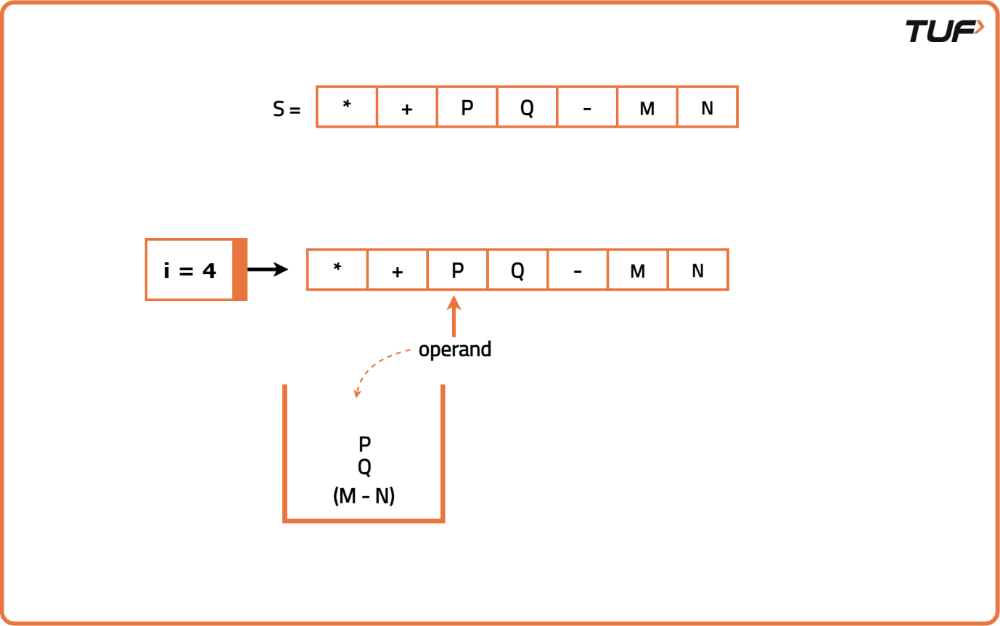 TUF
S = * + P Q - M N
i = 4 * + P Q - M N
operand
P
Q
(M - N)